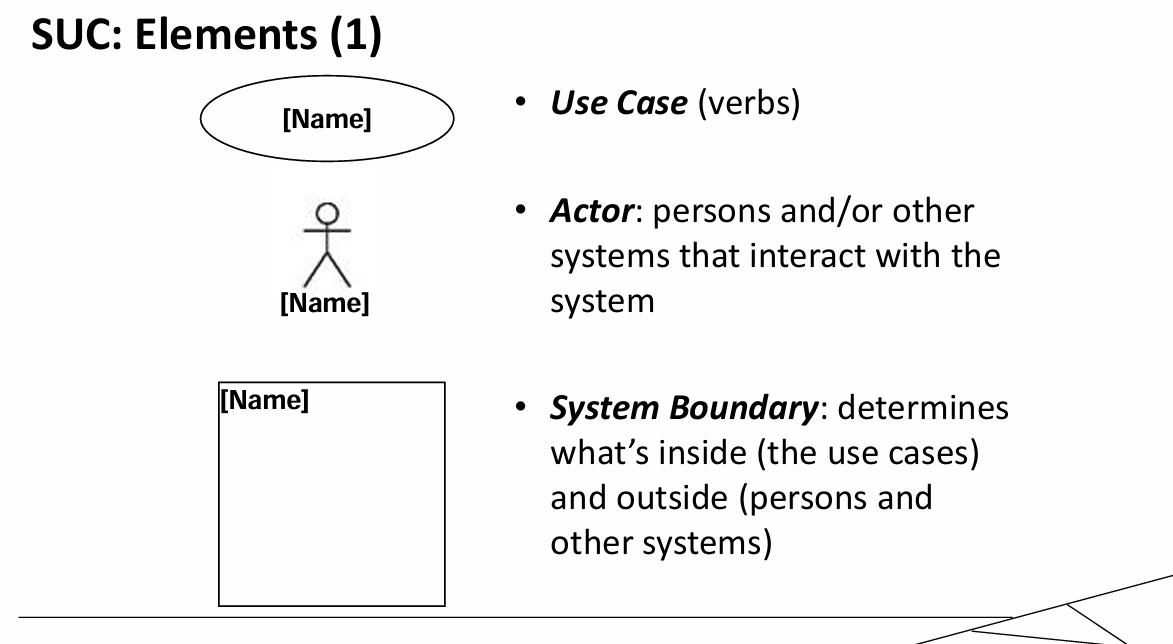 SUC: Elements (1)
[Name]
• Use Case (verbs)
[Name]
• Actor: persons and/or other
systems that interact with the
system
[Name]
• System Boundary: determines
what’s inside (the use cases)
and outside (persons and
other systems)